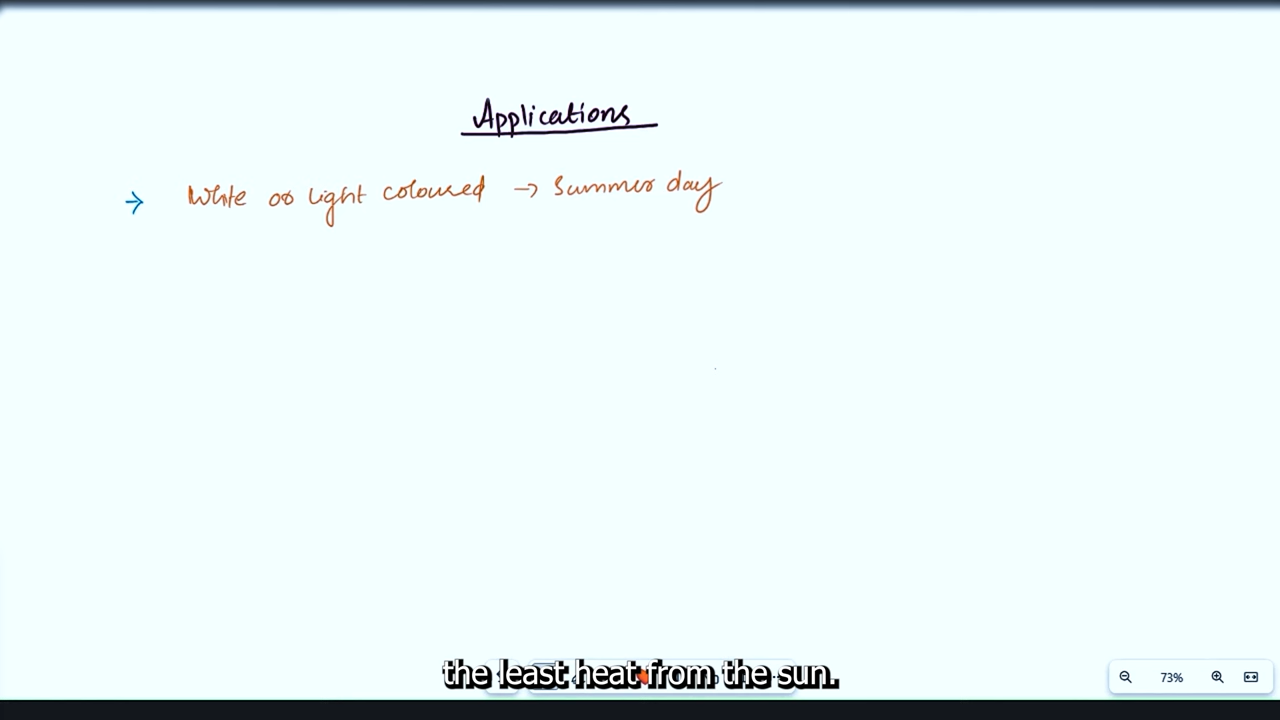 Applications
→ White or light coloured → Summer day
the least heat from the sun.
73%